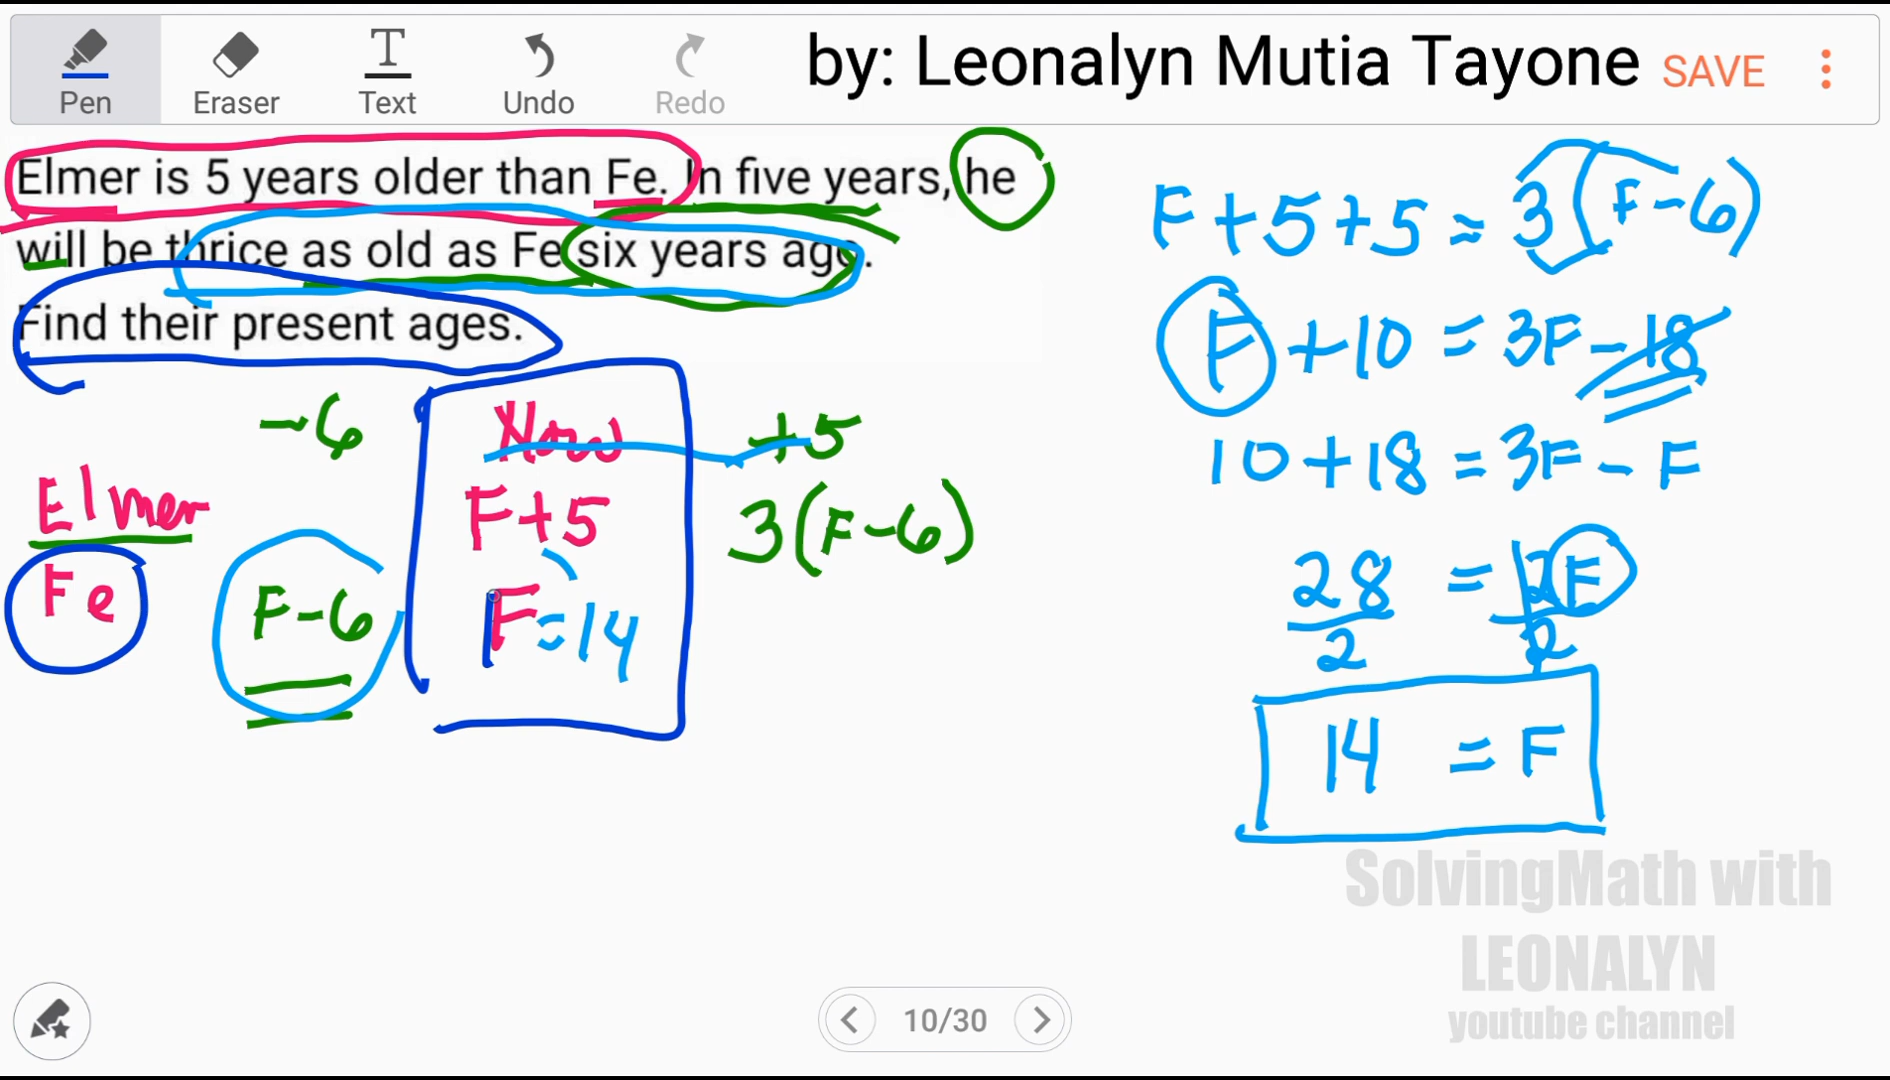 Pen
Eraser
Text
Undo
Redo
by: Leonalyn Mutia Tayone
SAVE
Elmer is 5 years older than Fe. In five years, he
will be thrice as old as Fe six years ago.
Find their present ages.
-6 Now +5
Elmer F+5 3(F-6)
Fe F-6 F=14
F+5+5=3(F-6)
F+10=3F-18
10+18=3F-F
28=2F
2 2
14=F
SolvingMath with
LEONALYN
youtube channel
10/30